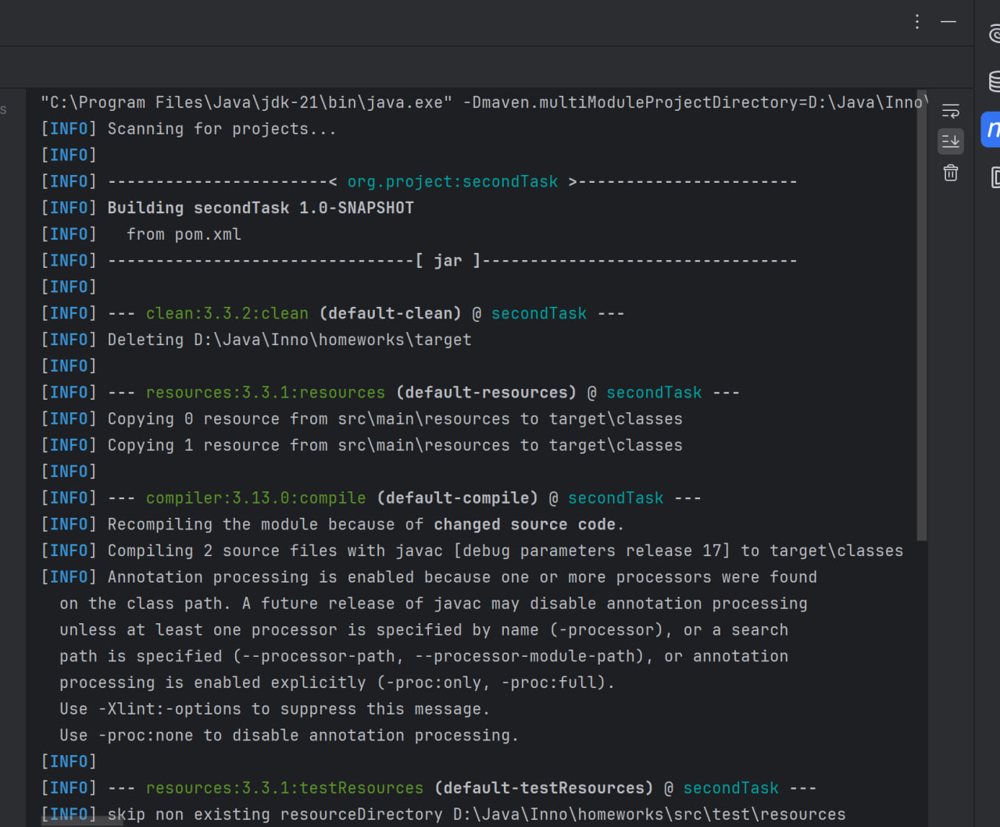 "C:\Program Files\Java\jdk-21\bin\java.exe" -Dmaven.multiModuleProjectDirectory=D:\Java\Inno\
[INFO] Scanning for projects...
[INFO]
[INFO] -----------------------< org.project:secondTask >-----------------------
[INFO] Building secondTask 1.0-SNAPSHOT
[INFO]   from pom.xml
[INFO] --------------------------------[ jar ]---------------------------------
[INFO]
[INFO] --- clean:3.3.2:clean (default-clean) @ secondTask ---
[INFO] Deleting D:\Java\Inno\homeworks\target
[INFO]
[INFO] --- resources:3.3.1:resources (default-resources) @ secondTask ---
[INFO] Copying 0 resource from src\main\resources to target\classes
[INFO] Copying 1 resource from src\main\resources to target\classes
[INFO]
[INFO] --- compiler:3.13.0:compile (default-compile) @ secondTask ---
[INFO] Recompiling the module because of changed source code.
[INFO] Compiling 2 source files with javac [debug parameters release 17] to target\classes
[INFO] Annotation processing is enabled because one or more processors were found
  on the class path. A future release of javac may disable annotation processing
  unless at least one processor is specified by name (-processor), or a search
  path is specified (--processor-path, --processor-module-path), or annotation
  processing is enabled explicitly (-proc:only, -proc:full).
  Use -Xlint:-options to suppress this message.
  Use -proc:none to disable annotation processing.
[INFO]
[INFO] --- resources:3.3.1:testResources (default-testResources) @ secondTask ---
[INFO] skip non existing resourceDirectory D:\Java\Inno\homeworks\src\test\resources